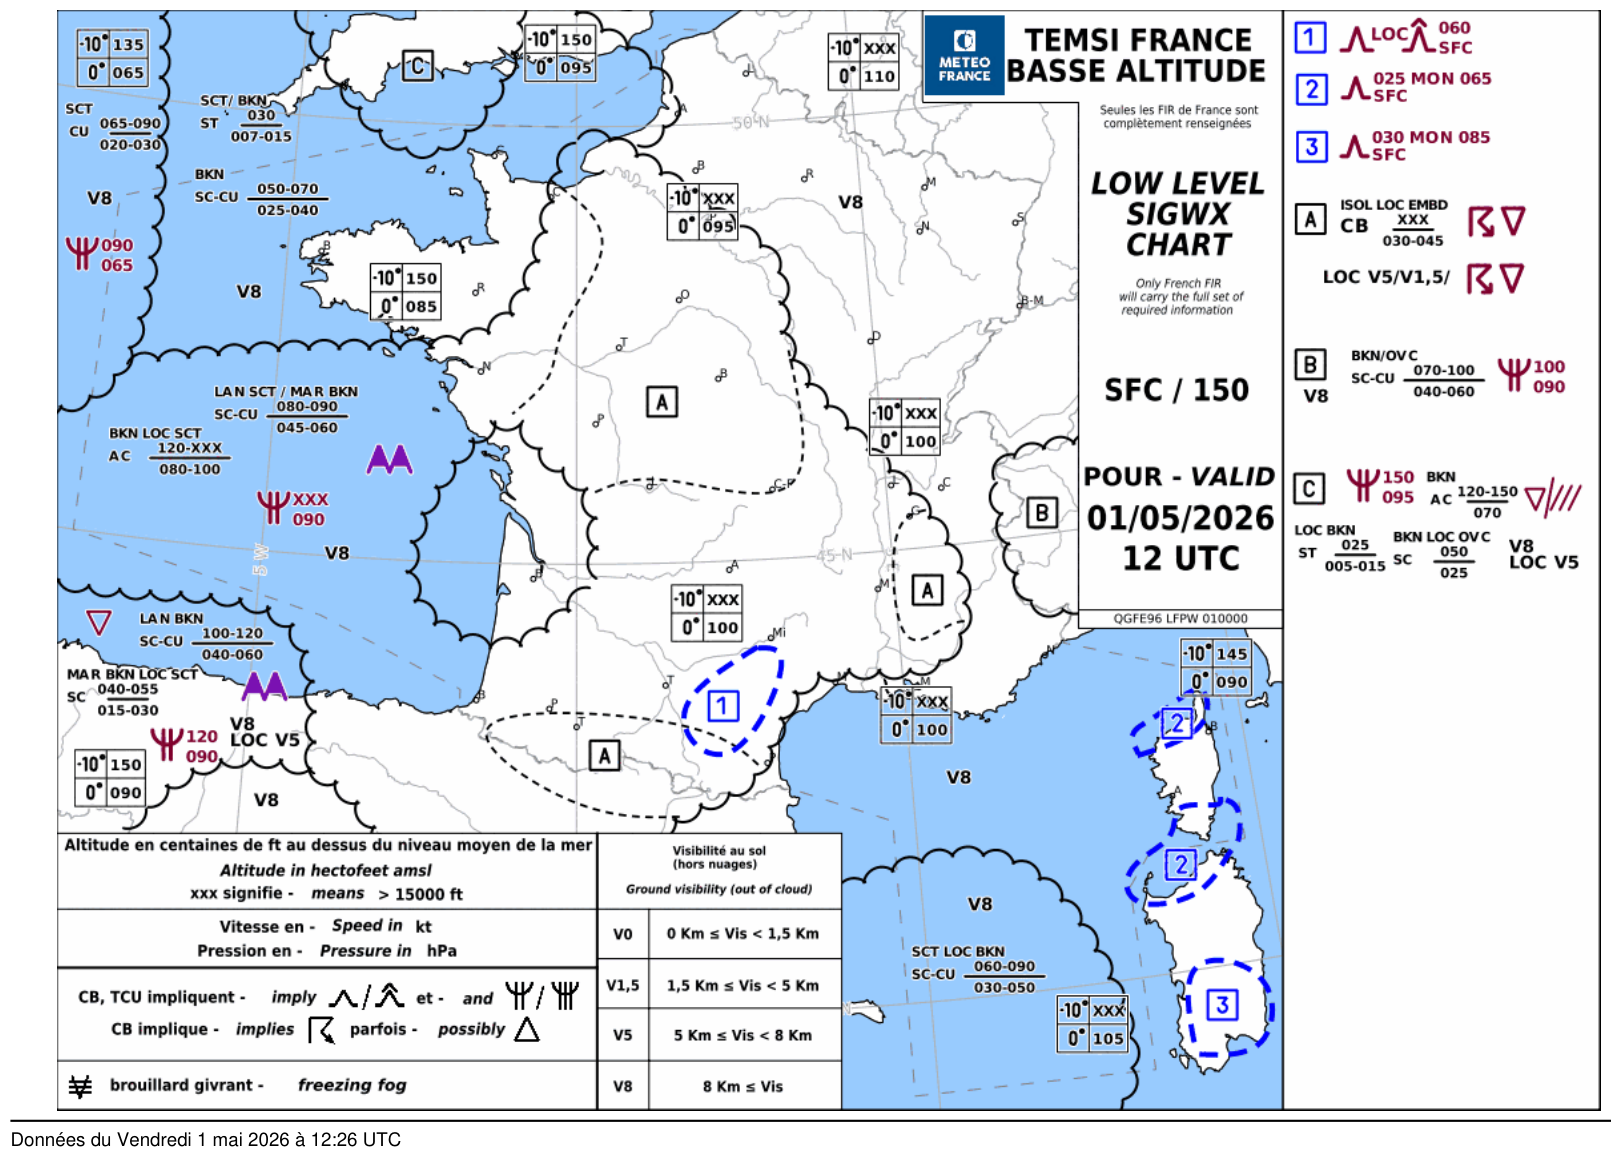 -10° 135
0° 065
SCT
CU 065-090
020-030
SCT/ BKN
ST 030
007-015
BKN
SC-CU 050-070
025-040
V8
090
065
V8
C
-10° 150
0° 095
-10° XXX
0° 110
50°N
V8
-10° XXX
0° 095
-10° 150
0° 085
LAN SCT / MAR BKN
SC-CU 080-090
045-060
BKN LOC SCT
AC 120-XXX
080-100
XXX
090
V8
5 W
A
-10° XXX
0° 100
B
45 N
A
-10° XXX
0° 100
LAN BKN
SC-CU 100-120
040-060
MAR BKN LOC SCT
SC 040-055
015-030
V8
LOC V5
120
090
-10° 150
0° 090
V8
1
A
-10° XXX
0° 100
V8
-10° 145
0° 090
2
2
3
V8
SCT LOC BKN
SC-CU 060-090
030-050
-10° XXX
0° 105
METEO
FRANCE
TEMSI FRANCE
BASSE ALTITUDE
Seules les FIR de France sont
complètement renseignées
LOW LEVEL
SIGWX
CHART
Only French FIR
will carry the full set of
required information
SFC / 150
POUR - VALID
01/05/2026
12 UTC
QGFE96 LFPW 010000
1 LOC 060
SFC
2 025 MON 065
SFC
3 030 MON 085
SFC
A ISOL LOC EMBD
CB XXX
030-045
LOC V5/V1,5/
B BKN/OVC
SC-CU 070-100
040-060
V8
100
090
C 150
095
BKN
AC 120-150
070
LOC BKN
ST 025
005-015
BKN LOC OVC
SC 050
025
V8
LOC V5
Altitude en centaines de ft au dessus du niveau moyen de la mer
Altitude in hectofeet amsl
xxx signifie - means > 15000 ft
Vitesse en - Speed in kt
Pression en - Pressure in hPa
CB, TCU impliquent - imply / et - and /
CB implique - implies parfois - possibly
brouillard givrant - freezing fog
Visibilité au sol
(hors nuages)
Ground visibility (out of cloud)
V0 0 Km ≤ Vis < 1,5 Km
V1,5 1,5 Km ≤ Vis < 5 Km
V5 5 Km ≤ Vis < 8 Km
V8 8 Km ≤ Vis
Données du Vendredi 1 mai 2026 à 12:26 UTC